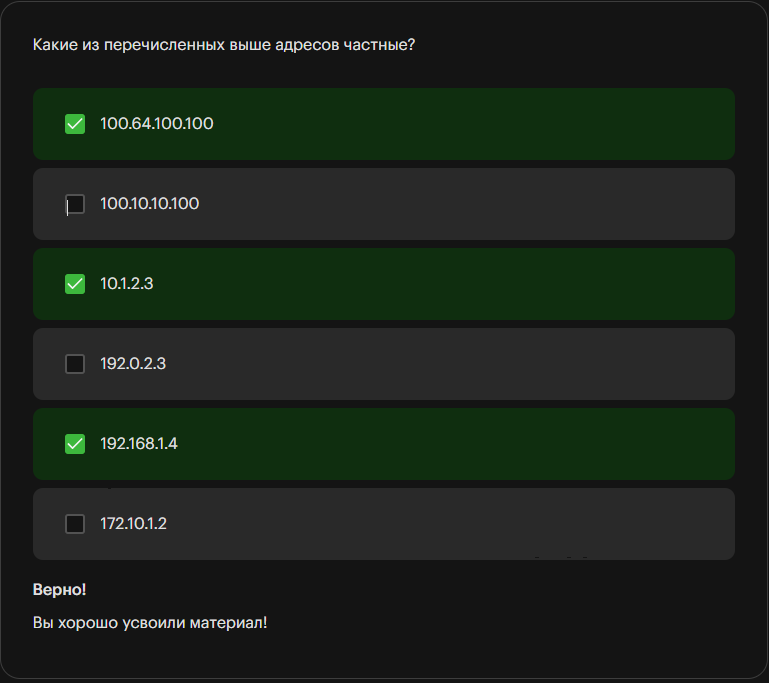 Какие из перечисленных выше адресов частные?
100.64.100.100
100.10.10.100
10.1.2.3
192.0.2.3
192.168.1.4
172.10.1.2
Верно!
Вы хорошо усвоили материал!